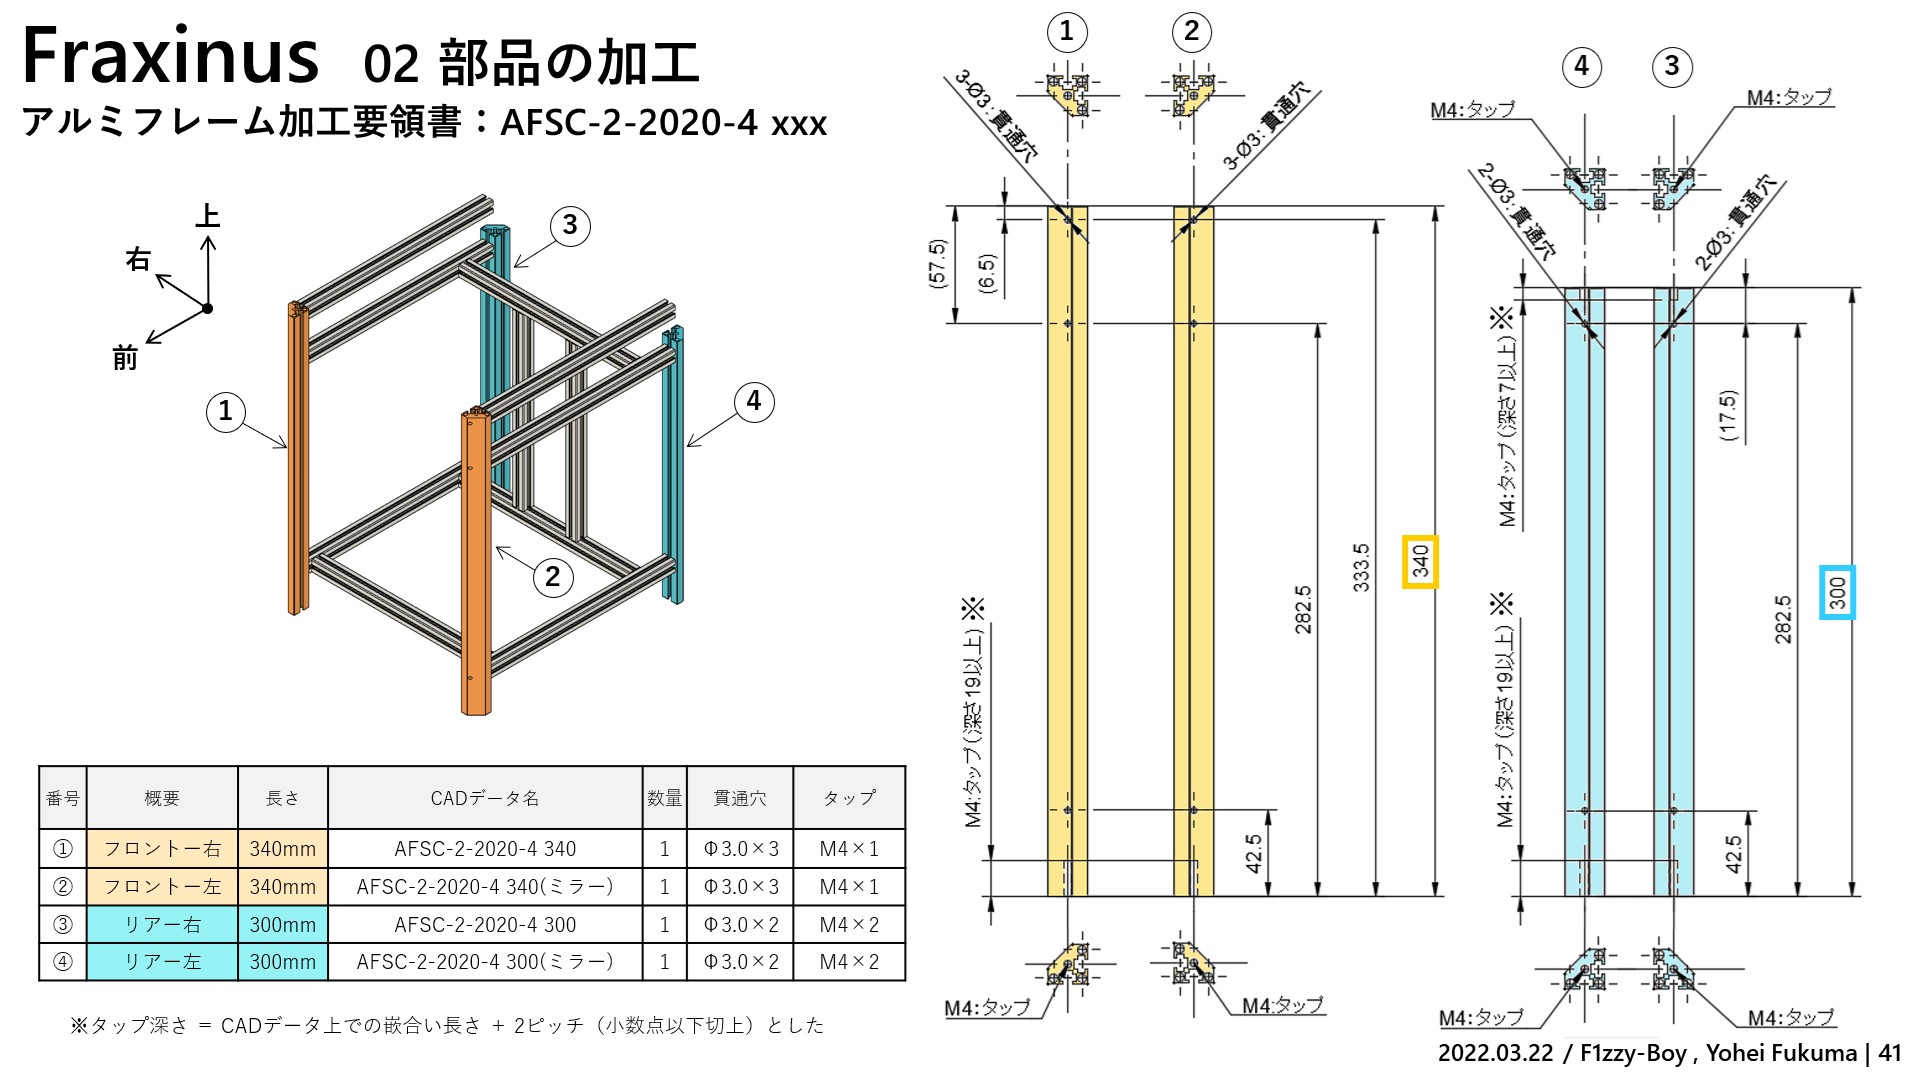 Fraxinus 02 部品の加工
アルミフレーム加工要領書：AFSC-2-2020-4 xxx
上
右
前
①
②
③
④
番号 概要 長さ CADデータ名 数量 貫通穴 タップ
① フロントー右 340mm AFSC-2-2020-4 340 1 Φ3.0×3 M4×1
② フロントー左 340mm AFSC-2-2020-4 340(ミラー) 1 Φ3.0×3 M4×1
③ リアー右 300mm AFSC-2-2020-4 300 1 Φ3.0×2 M4×2
④ リアー左 300mm AFSC-2-2020-4 300(ミラー) 1 Φ3.0×2 M4×2
※タップ深さ ＝ CADデータ上での嵌合い長さ ＋ 2ピッチ（小数点以下切上）とした
① ②
3-Ø3:貫通穴
3-Ø3:貫通穴
(57.5)
(6.5)
282.5
333.5
340
42.5
M4:タップ(深さ19以上) ※
M4:タップ
M4:タップ
④ ③
M4:タップ
M4:タップ
2-Ø3:貫通穴
2-Ø3:貫通穴
M4:タップ(深さ7以上) ※
(17.5)
282.5
300
42.5
M4:タップ(深さ19以上) ※
M4:タップ
M4:タップ
2022.03.22 / F1zzy-Boy , Yohei Fukuma | 41